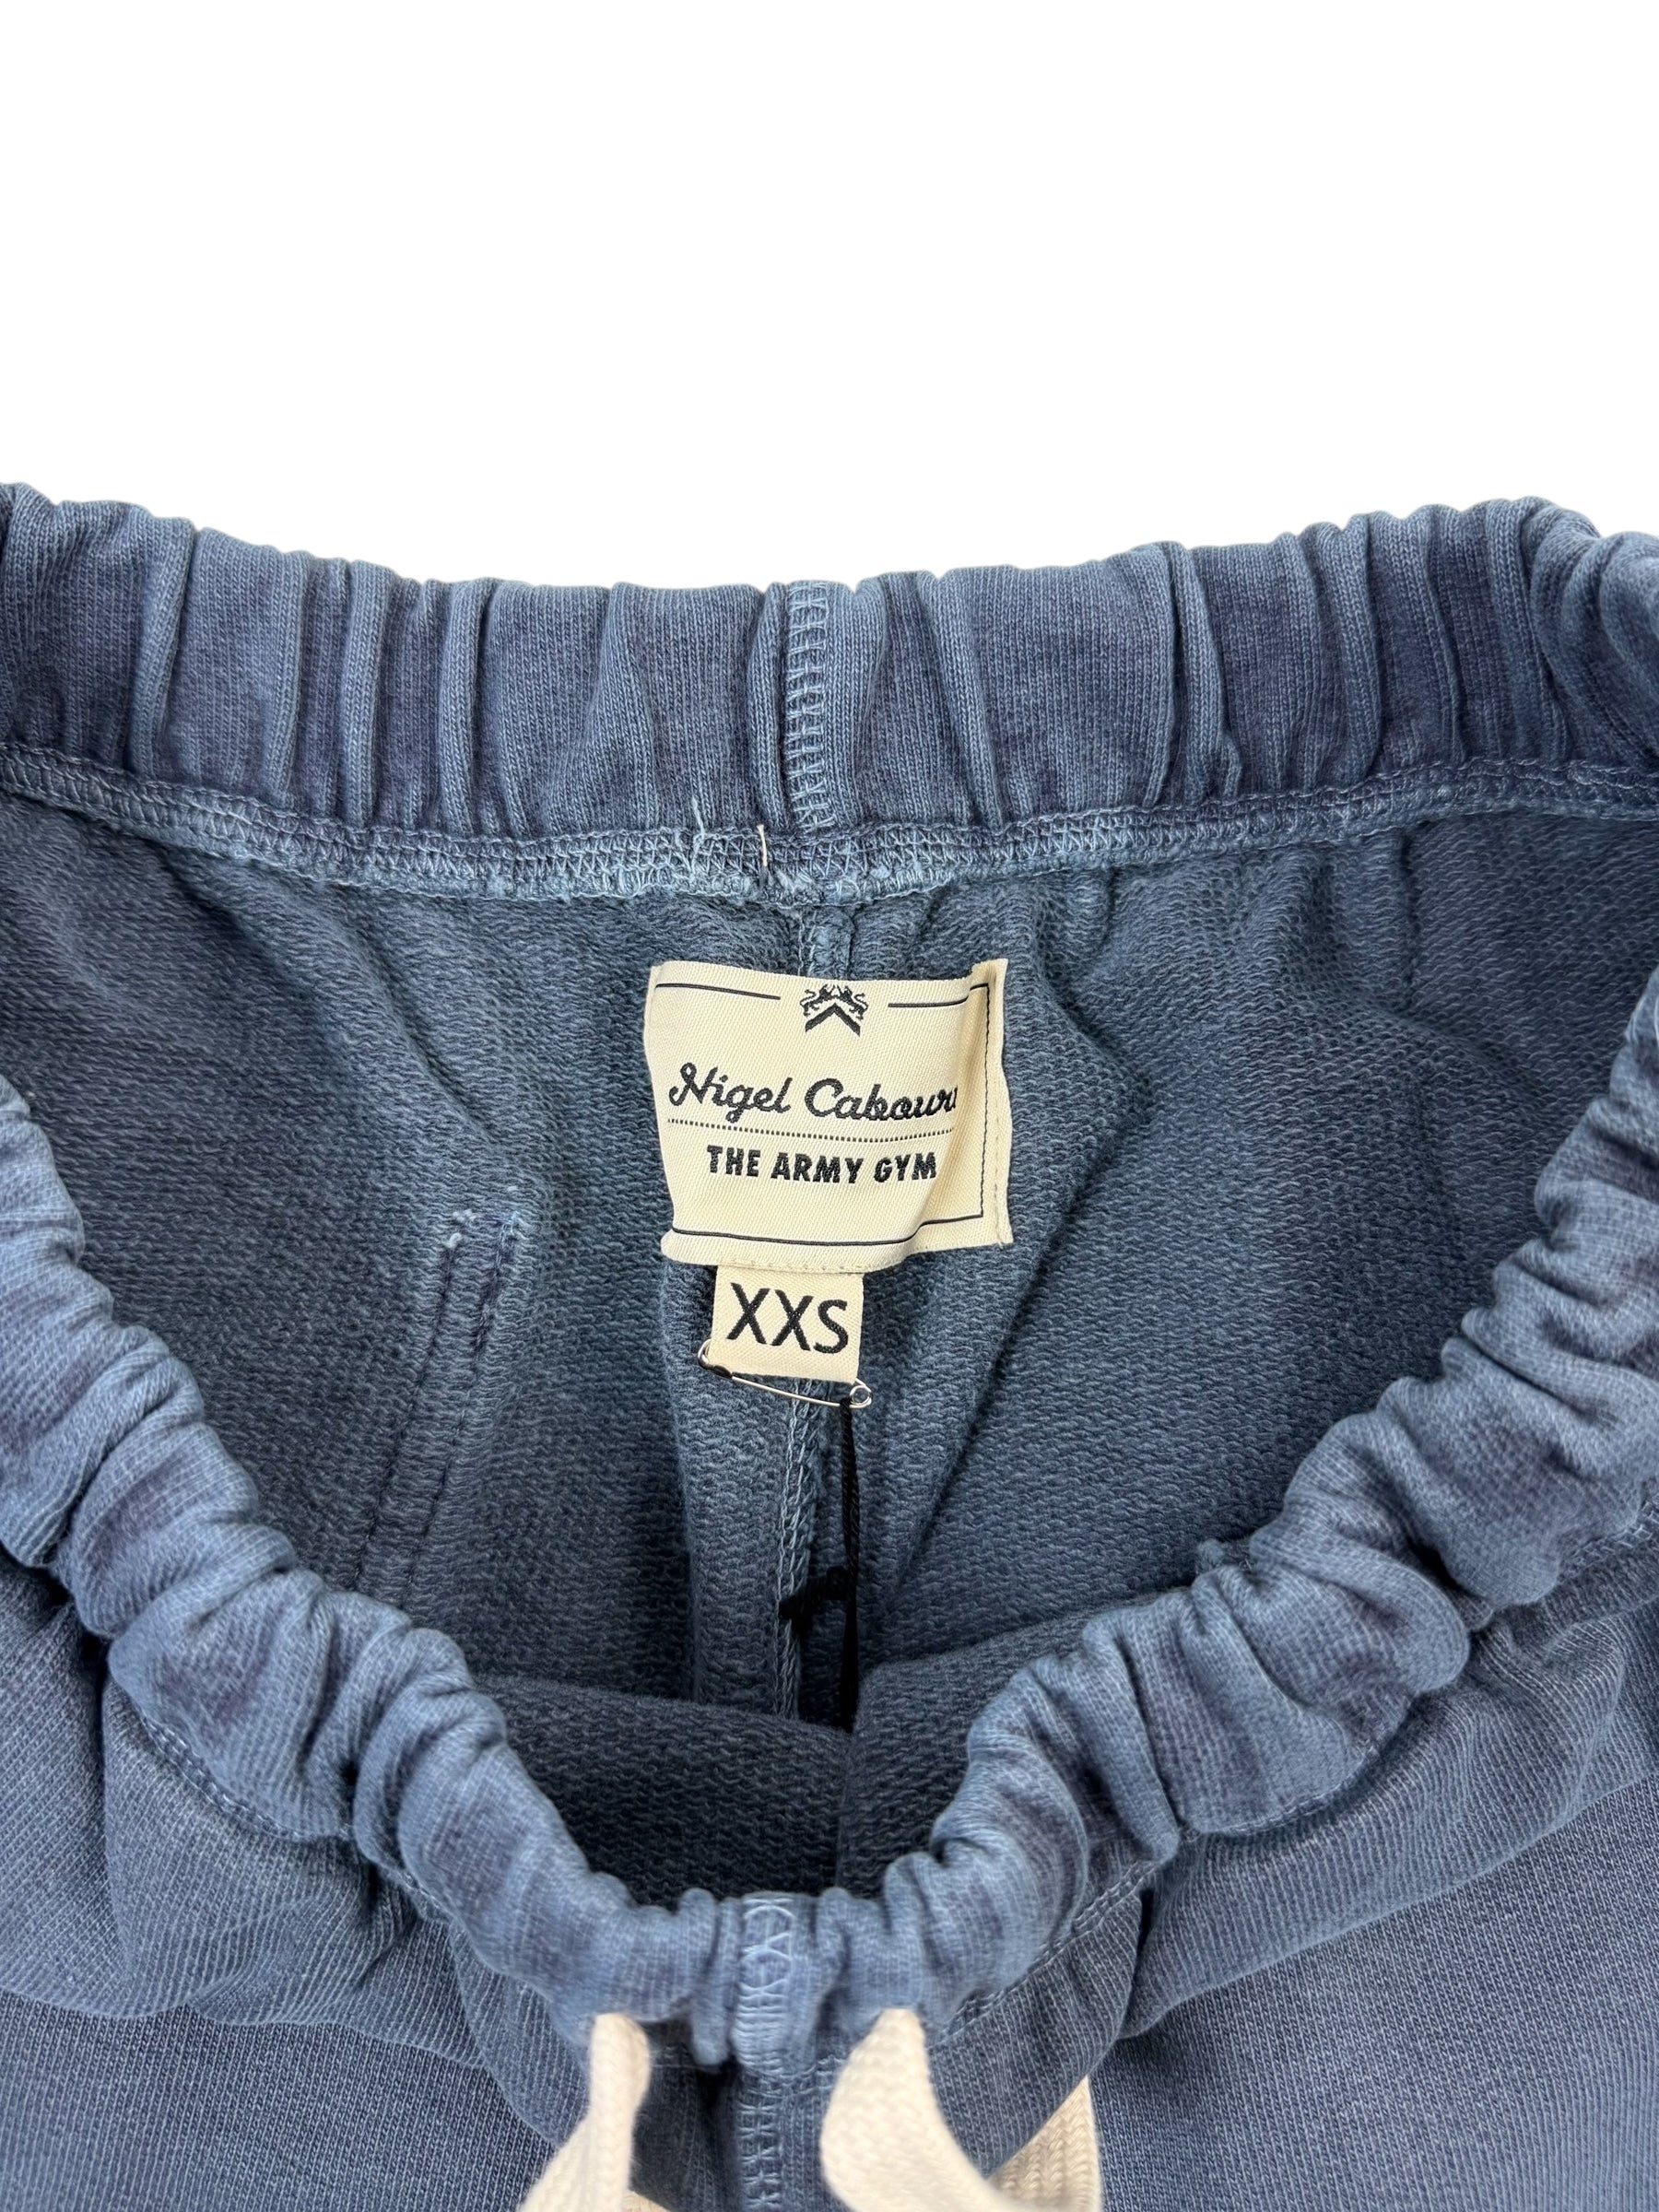 Nigel Cabourn
THE ARMY GYM
XXS